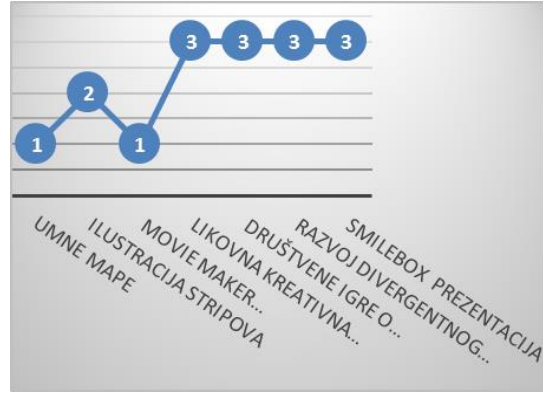 1
2
1
3
3
3
3
UMNE MAPE
ILUSTRACIJA STRIPOVA
MOVIE MAKER...
LIKOVNA KREATIVNA...
DRUŠTVENE IGRE O...
RAZVOJ DIVERGENTNOG...
SMILEBOX PREZENTACIJA